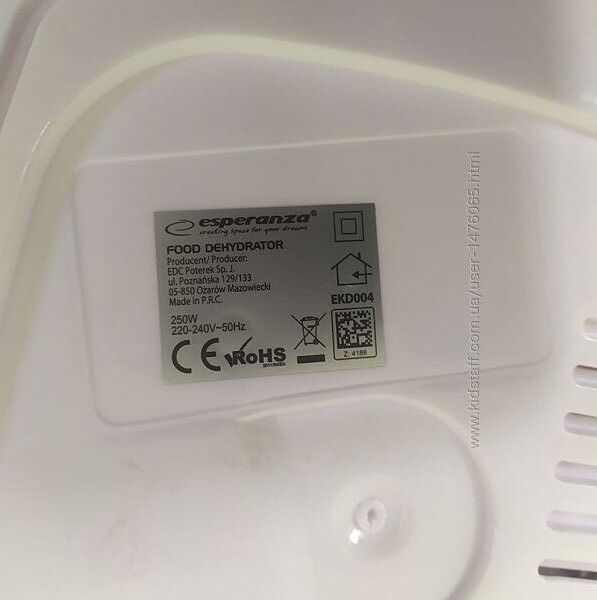 esperanza®
creating space for your dreams
FOOD DEHYDRATOR
Producent/ Producer:
EDC Poterek Sp. J.
ul. Poznańska 129/133
05-850 Ożarów Mazowiecki
Made in P.R.C.
EKD004
250W
220-240V~50Hz
CE RoHS
Z: 4188
www.kidstaff.com.ua/user-1476065.html